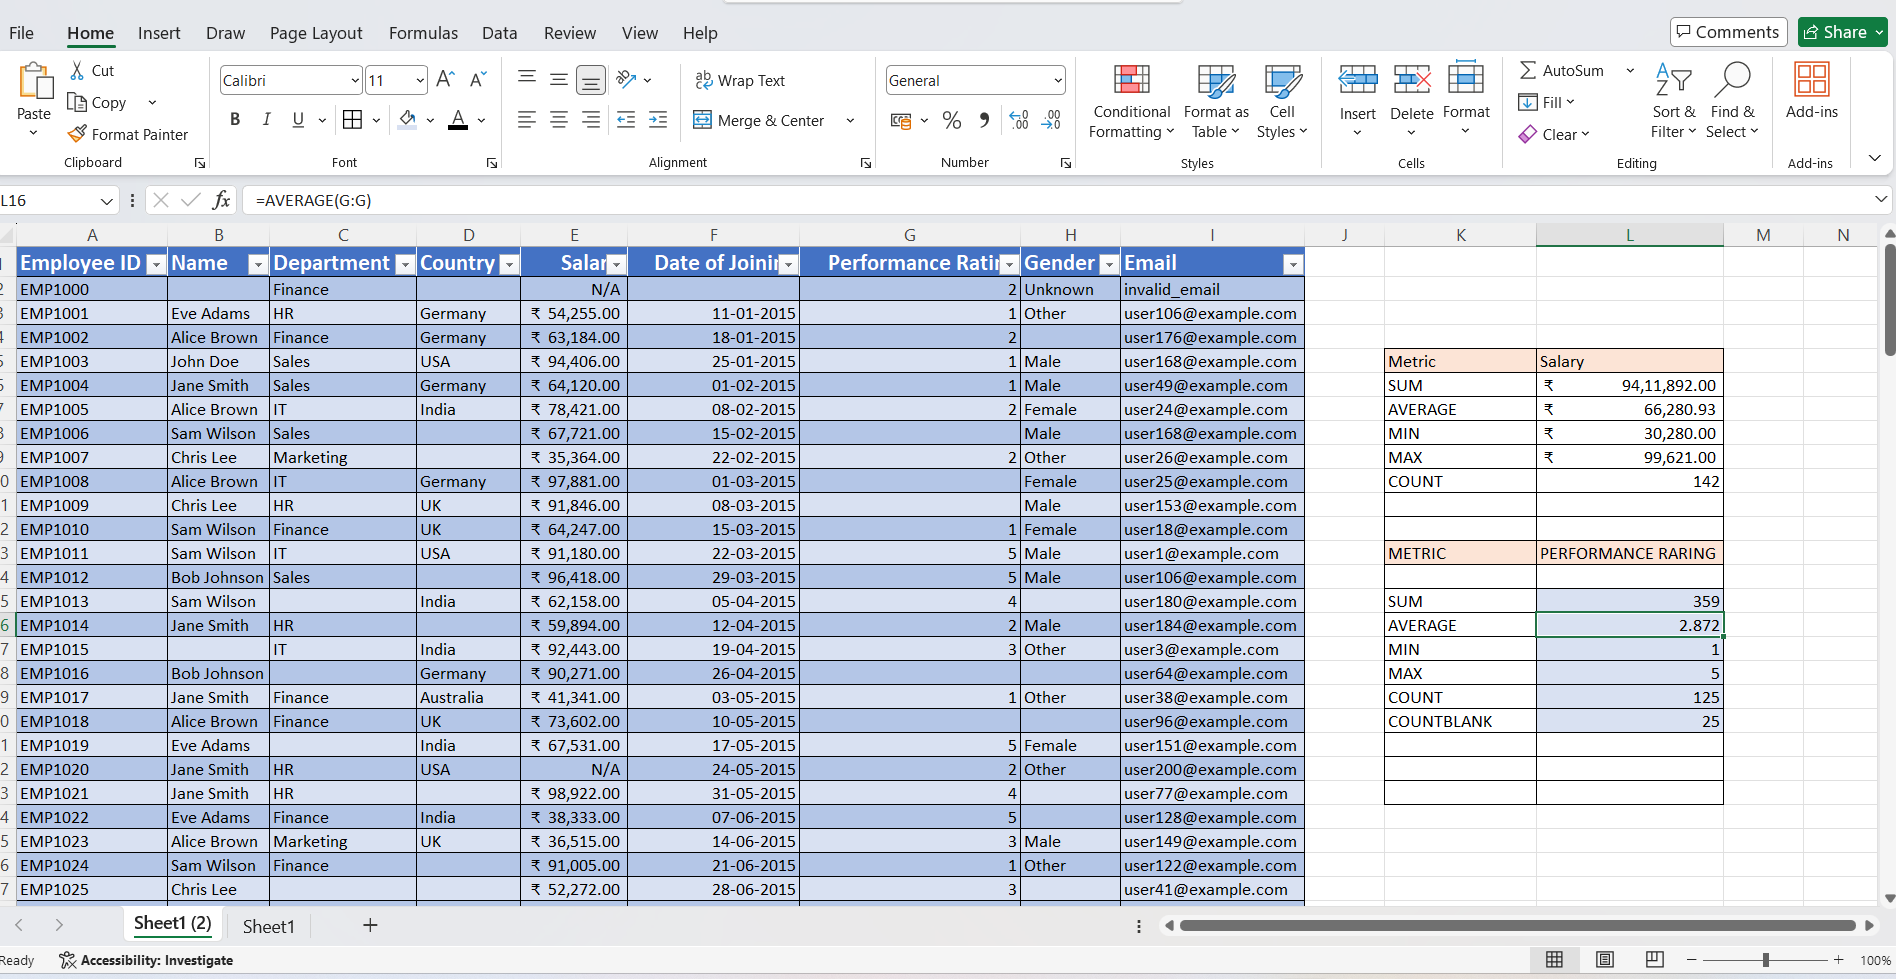 File Home Insert Draw Page Layout Formulas Data Review View Help Comments Share
Paste Cut Copy Format Painter Clipboard
Calibri 11 B I U A Font
Wrap Text Merge & Center Alignment
General % Number
Conditional Formatting Format as Table Cell Styles Styles
Insert Delete Format Cells
AutoSum Fill Clear Sort & Filter Find & Select Editing
Add-ins Add-ins
L16 fx =AVERAGE(G:G)
A B C D E F G H I J K L M N
Employee ID Name Department Country Salar Date of Joinin Performance Ratin Gender Email
EMP1000 Finance N/A 2 Unknown invalid_email
EMP1001 Eve Adams HR Germany ₹ 54,255.00 11-01-2015 1 Other user106@example.com
EMP1002 Alice Brown Finance Germany ₹ 63,184.00 18-01-2015 2 user176@example.com
EMP1003 John Doe Sales USA ₹ 94,406.00 25-01-2015 1 Male user168@example.com Metric Salary
EMP1004 Jane Smith Sales Germany ₹ 64,120.00 01-02-2015 1 Male user49@example.com SUM ₹ 94,11,892.00
EMP1005 Alice Brown IT India ₹ 78,421.00 08-02-2015 2 Female user24@example.com AVERAGE ₹ 66,280.93
EMP1006 Sam Wilson Sales ₹ 67,721.00 15-02-2015 Male user168@example.com MIN ₹ 30,280.00
EMP1007 Chris Lee Marketing ₹ 35,364.00 22-02-2015 2 Other user26@example.com MAX ₹ 99,621.00
EMP1008 Alice Brown IT Germany ₹ 97,881.00 01-03-2015 Female user25@example.com COUNT 142
EMP1009 Chris Lee HR UK ₹ 91,846.00 08-03-2015 Male user153@example.com
EMP1010 Sam Wilson Finance UK ₹ 64,247.00 15-03-2015 1 Female user18@example.com
EMP1011 Sam Wilson IT USA ₹ 91,180.00 22-03-2015 5 Male user1@example.com METRIC PERFORMANCE RARING
EMP1012 Bob Johnson Sales ₹ 96,418.00 29-03-2015 5 Male user106@example.com
EMP1013 Sam Wilson India ₹ 62,158.00 05-04-2015 4 user180@example.com SUM 359
EMP1014 Jane Smith HR ₹ 59,894.00 12-04-2015 2 Male user184@example.com AVERAGE 2.872
EMP1015 IT India ₹ 92,443.00 19-04-2015 3 Other user3@example.com MIN 1
EMP1016 Bob Johnson Germany ₹ 90,271.00 26-04-2015 user64@example.com MAX 5
EMP1017 Jane Smith Finance Australia ₹ 41,341.00 03-05-2015 1 Other user38@example.com COUNT 125
EMP1018 Alice Brown Finance UK ₹ 73,602.00 10-05-2015 user96@example.com COUNTBLANK 25
EMP1019 Eve Adams India ₹ 67,531.00 17-05-2015 5 Female user151@example.com
EMP1020 Jane Smith HR USA N/A 24-05-2015 2 Other user200@example.com
EMP1021 Jane Smith HR ₹ 98,922.00 31-05-2015 4 user77@example.com
EMP1022 Eve Adams Finance India ₹ 38,333.00 07-06-2015 5 user128@example.com
EMP1023 Alice Brown Marketing UK ₹ 36,515.00 14-06-2015 3 Male user149@example.com
EMP1024 Sam Wilson Finance ₹ 91,005.00 21-06-2015 1 Other user122@example.com
EMP1025 Chris Lee ₹ 52,272.00 28-06-2015 3 user41@example.com
Sheet1 (2) Sheet1
Ready Accessibility: Investigate 100%